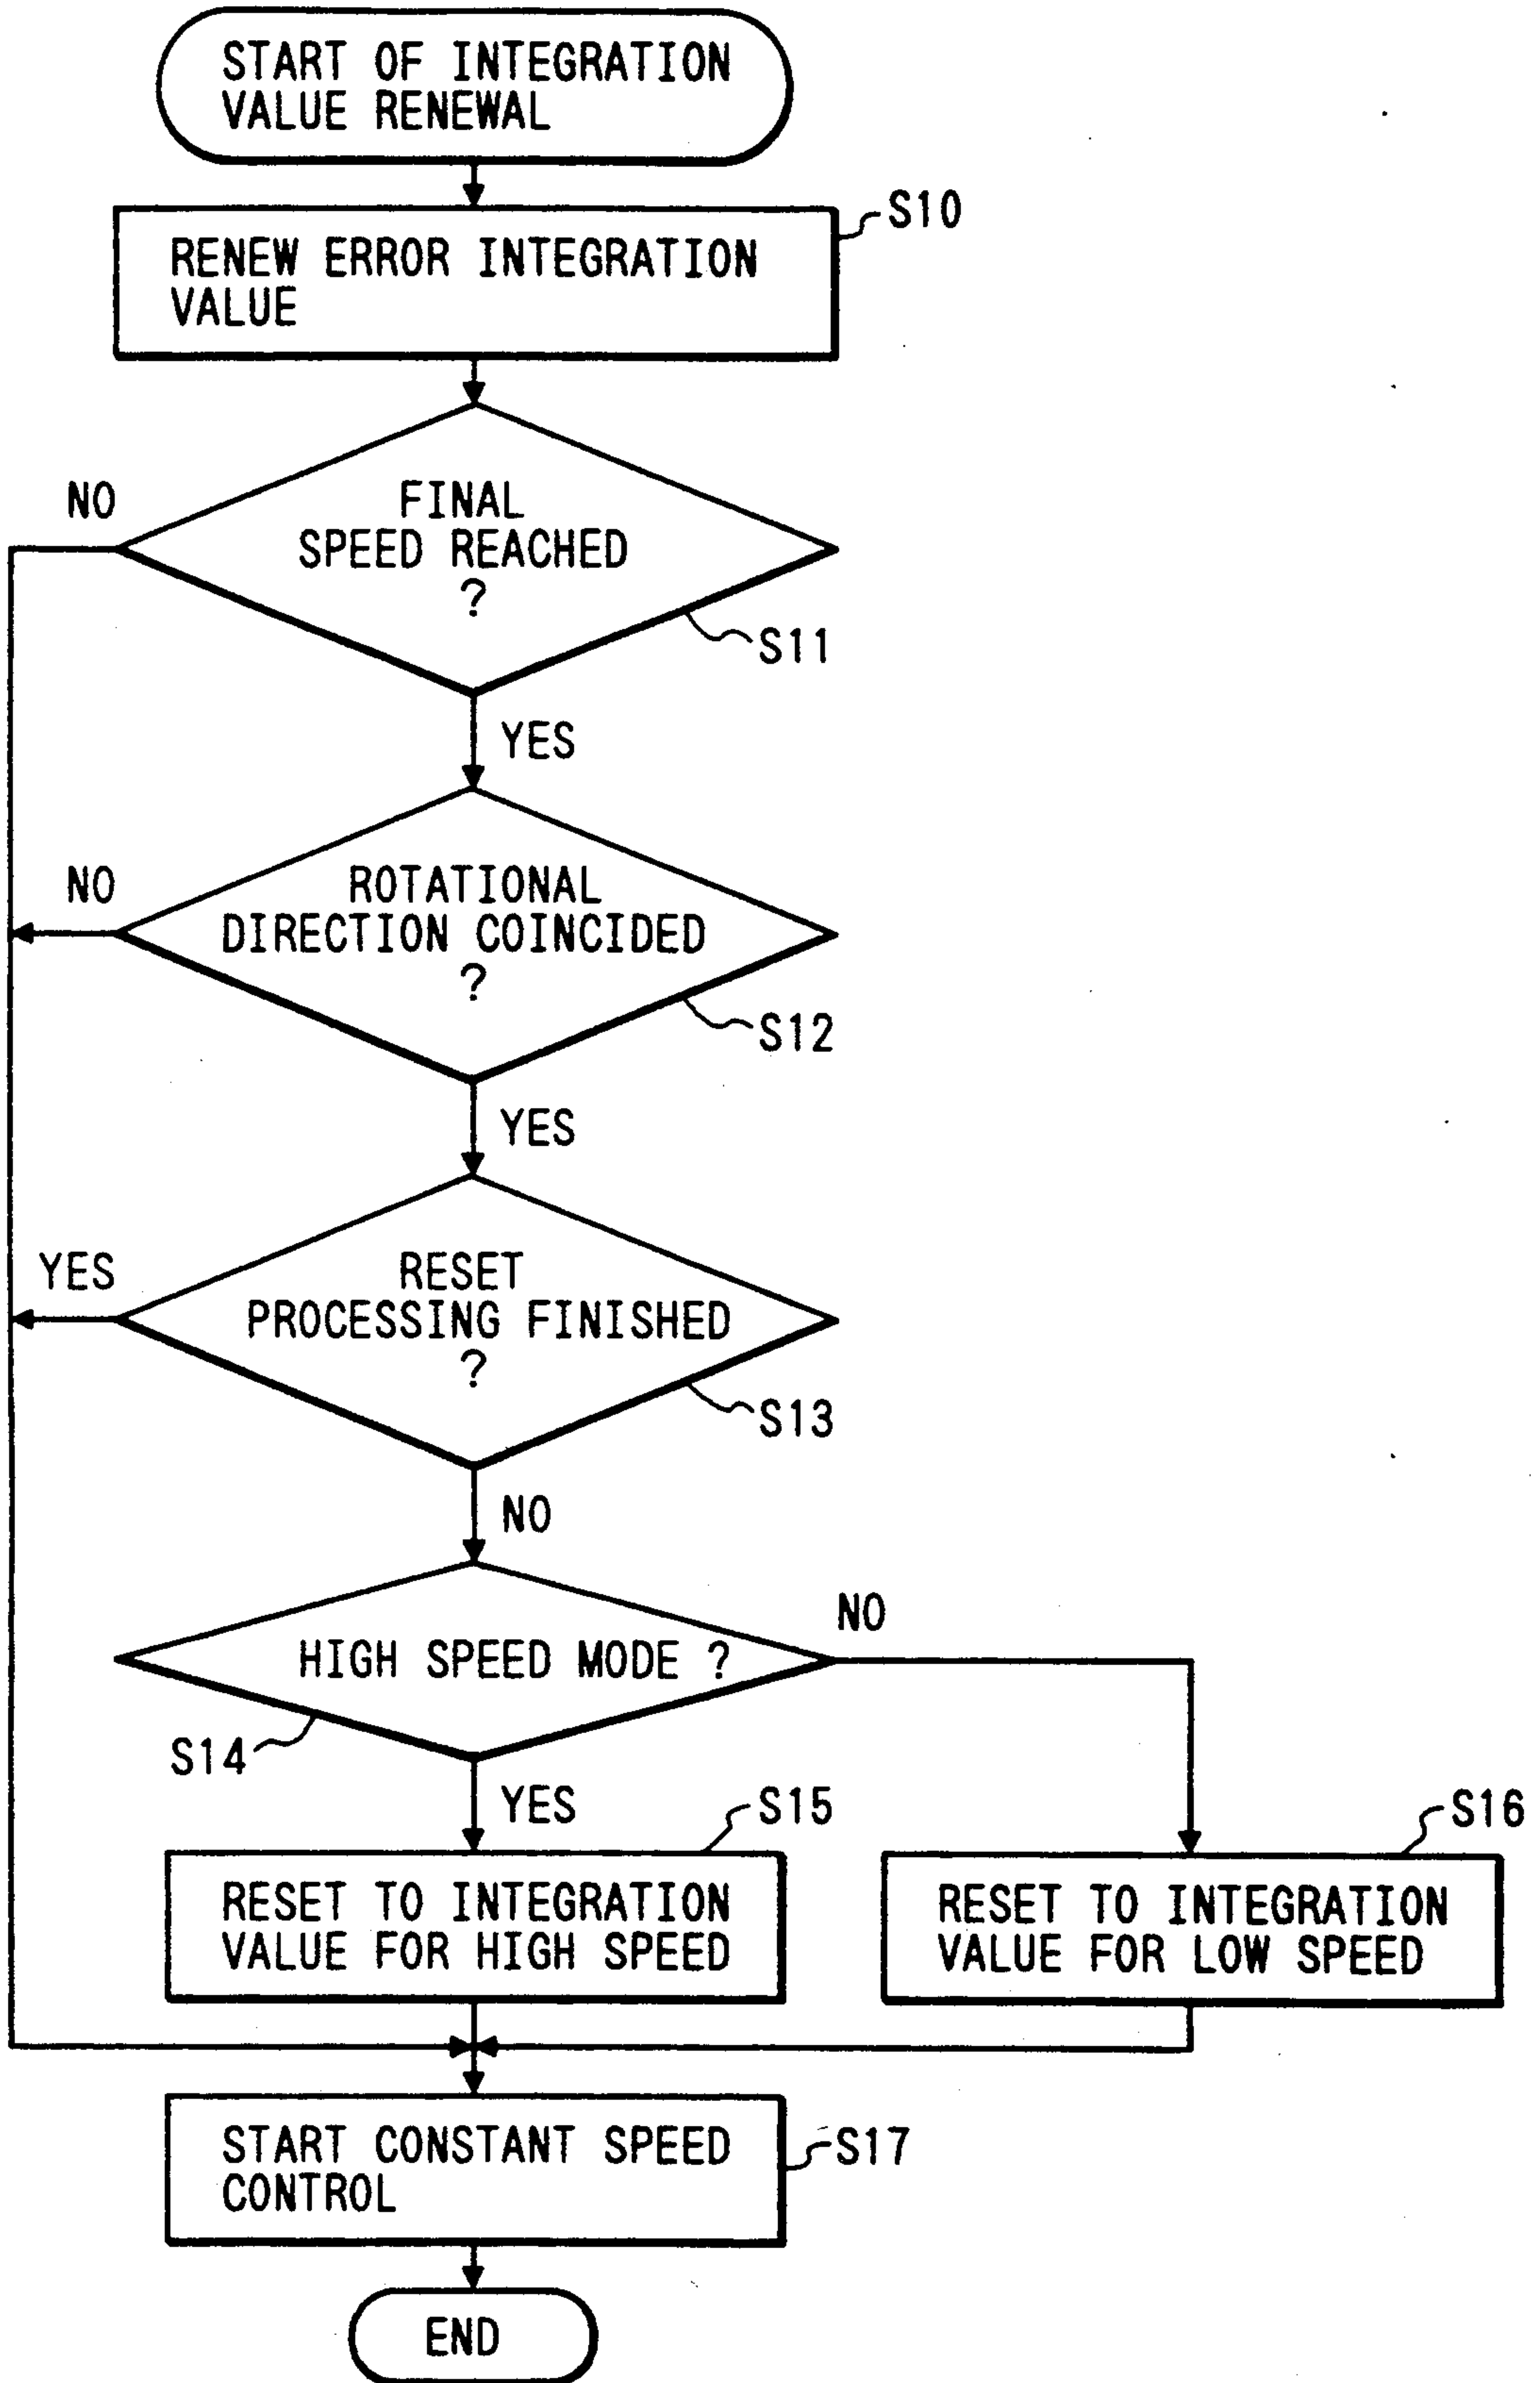 START OF INTEGRATION
VALUE RENEWAL
S10
RENEW ERROR INTEGRATION
VALUE
NO
FINAL
SPEED REACHED
?
S11
YES
NO
ROTATIONAL
DIRECTION COINCIDED
?
S12
YES
YES
RESET
PROCESSING FINISHED
?
S13
NO
NO
HIGH SPEED MODE ?
S14
YES
S15
S16
RESET TO INTEGRATION
VALUE FOR HIGH SPEED
RESET TO INTEGRATION
VALUE FOR LOW SPEED
START CONSTANT SPEED
CONTROL
S17
END